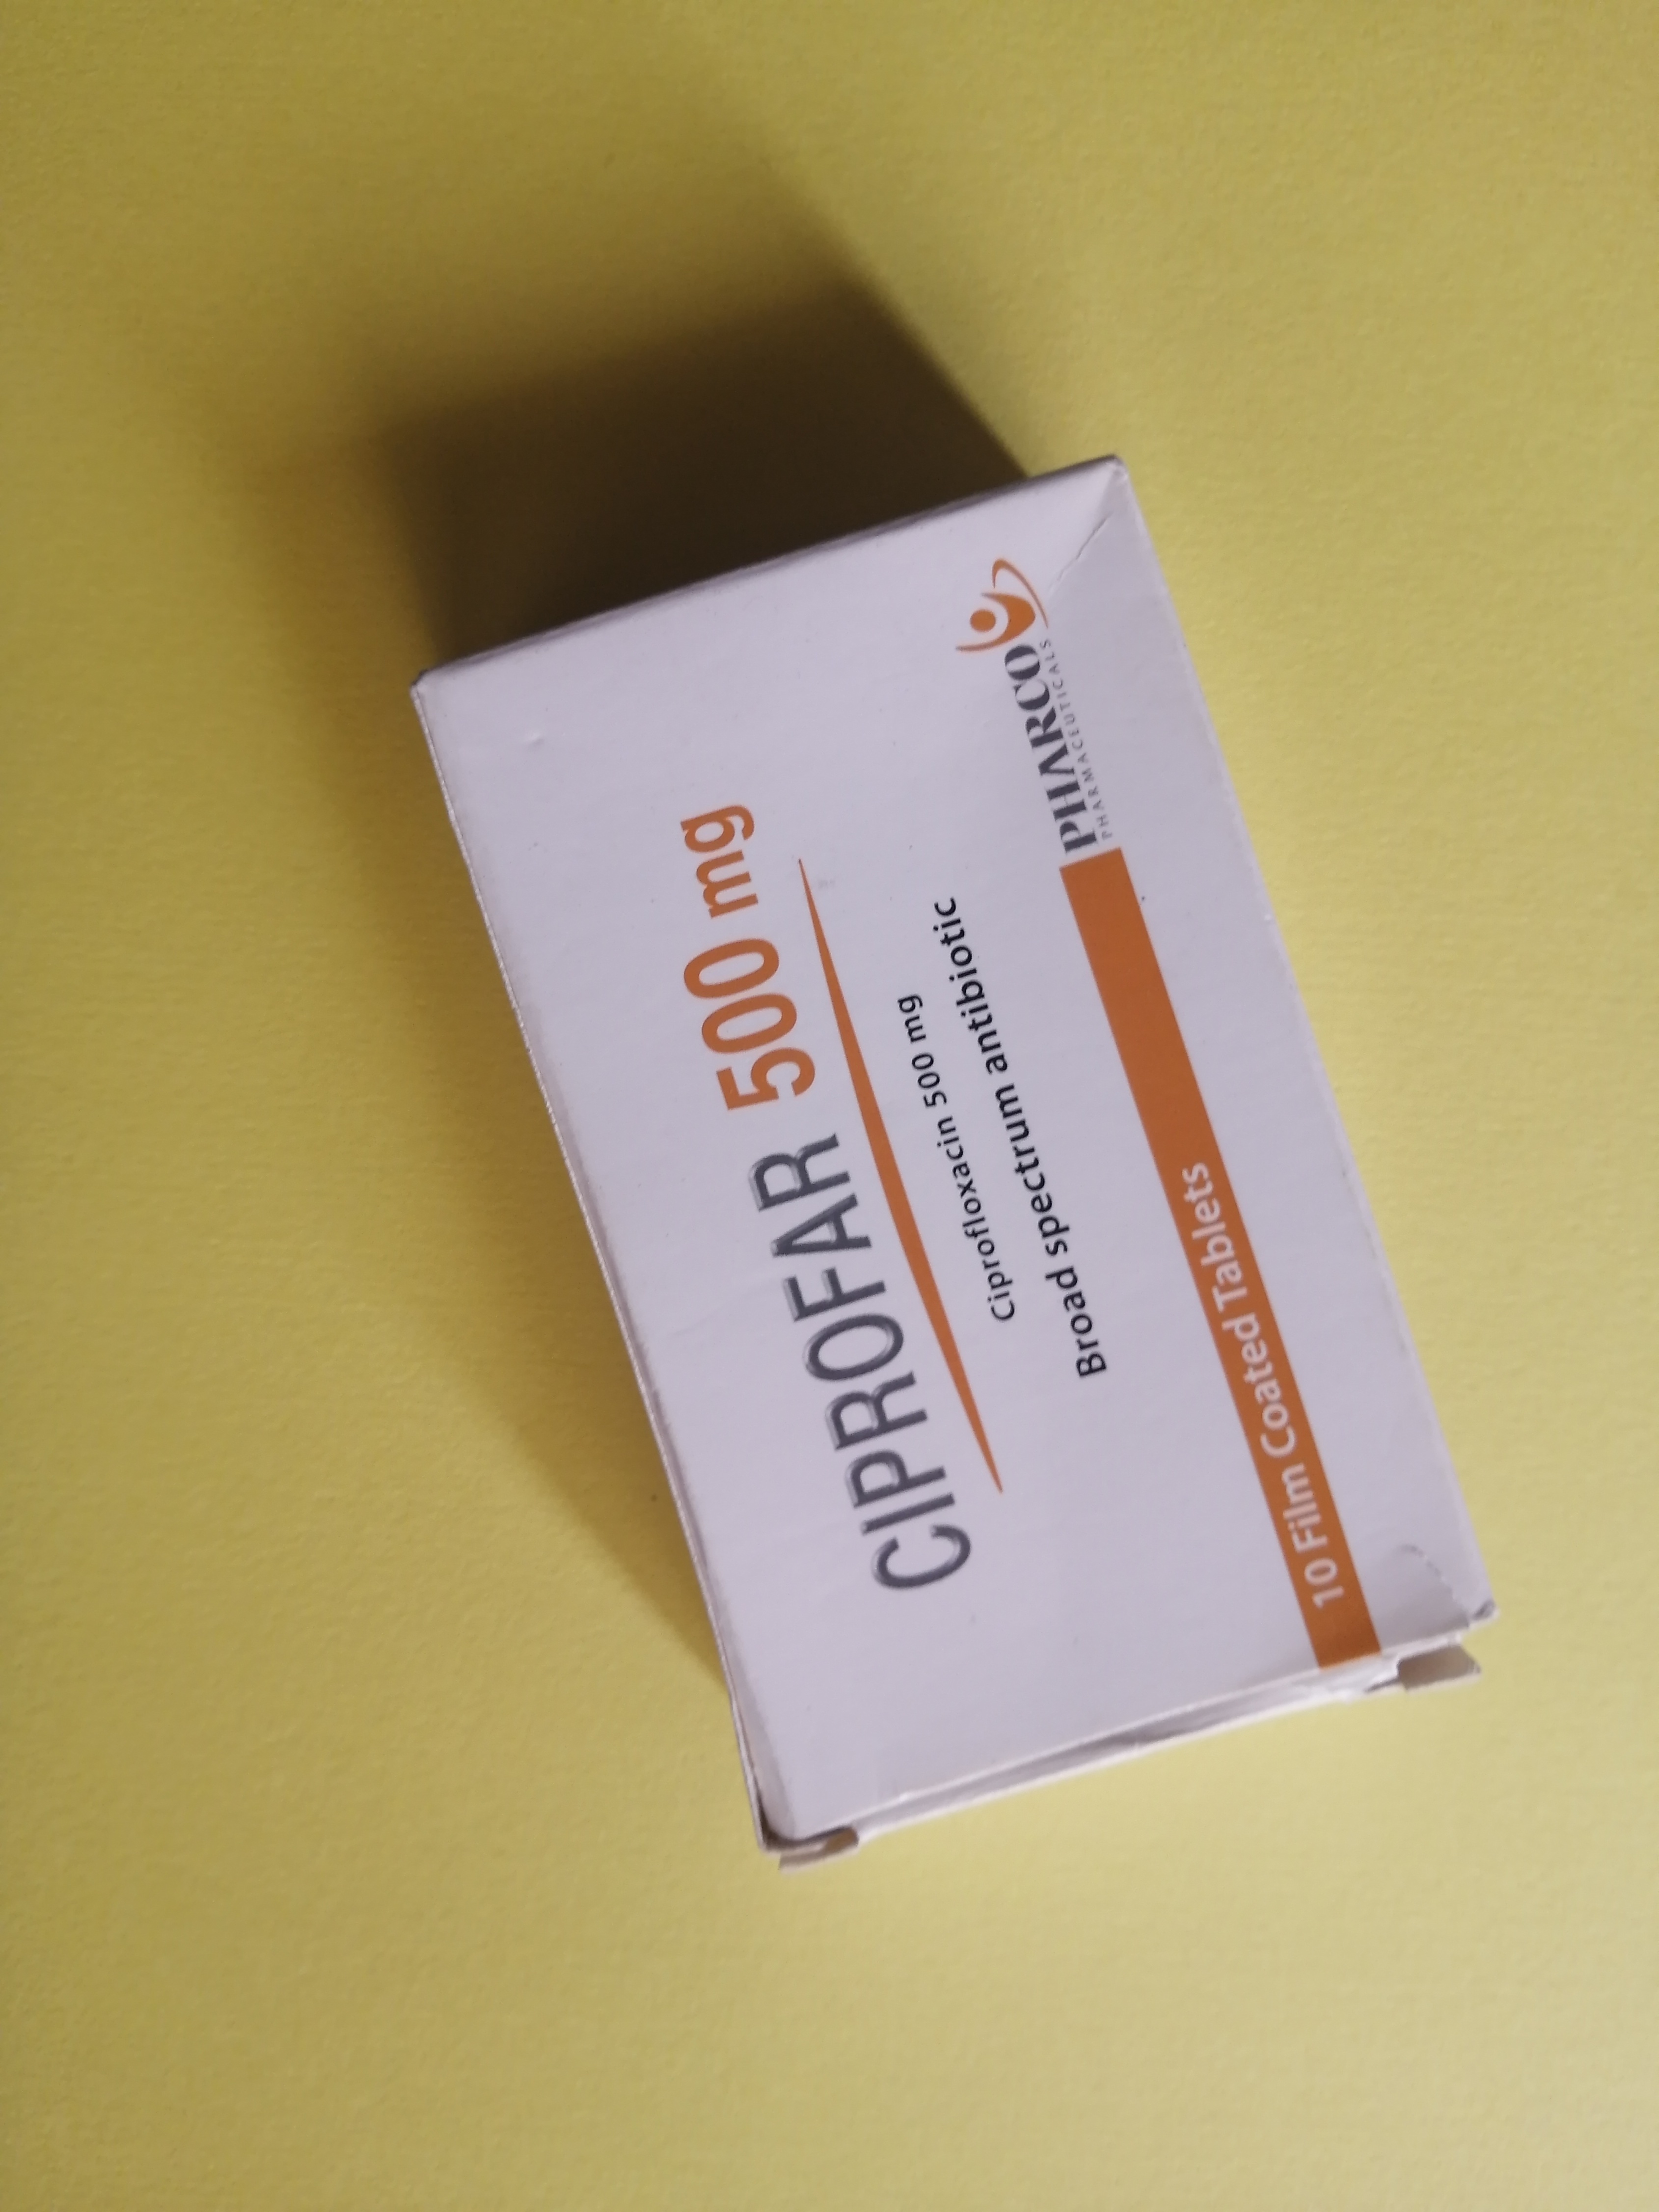 CIPROFAR 500 mg
Ciprofloxacin 500 mg
Broad spectrum antibiotic
10 Film Coated Tablets
PHARCO
PHARMACEUTICALS